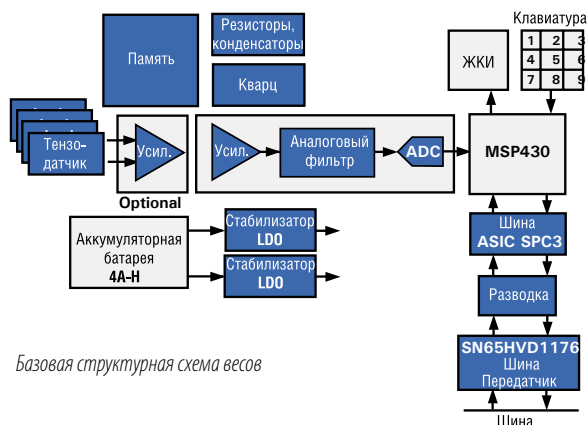 Резисторы,
конденсаторы
Память
Кварц
ЖКИ
Клавиатура
1 2 3
4 5 6
7 8 9
Тензо-
датчик
Усил.
Optional
Усил.
Аналоговый
фильтр
ADC
MSP430
Аккумуляторная
батарея
4A-H
Стабилизатор
LDO
Стабилизатор
LDO
Шина
ASIC SPC3
Разводка
SN65HVD1176
Шина
Передатчик
Шина
Базовая структурная схема весов